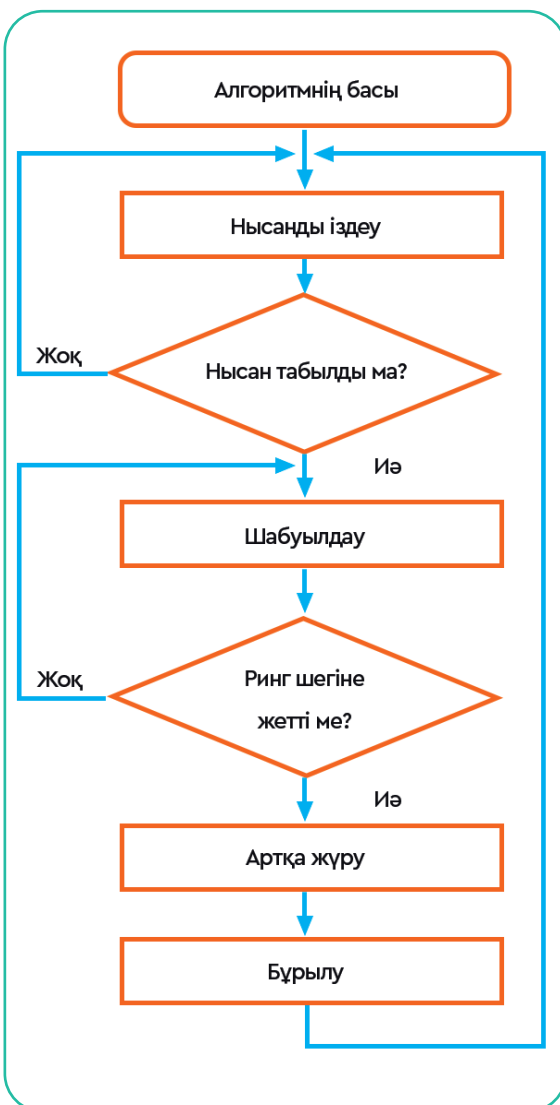 Алгоритмнің басы
Нысанды іздеу
Жоқ
Нысан табылды ма?
Иә
Шабуылдау
Жоқ
Ринг шегіне
жетті ме?
Иә
Артқа жүру
Бұрылу